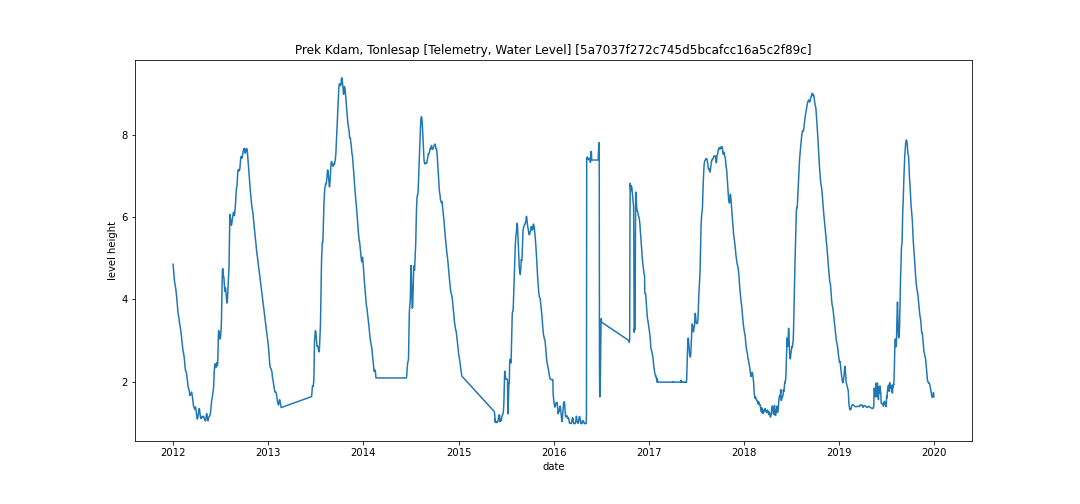 Prek Kdam, Tonlesap [Telemetry, Water Level] [5a7037f272c745d5bcafcc16a5c2f89c]
level height
8
6
4
2
2012 2013 2014 2015 2016 2017 2018 2019 2020
date